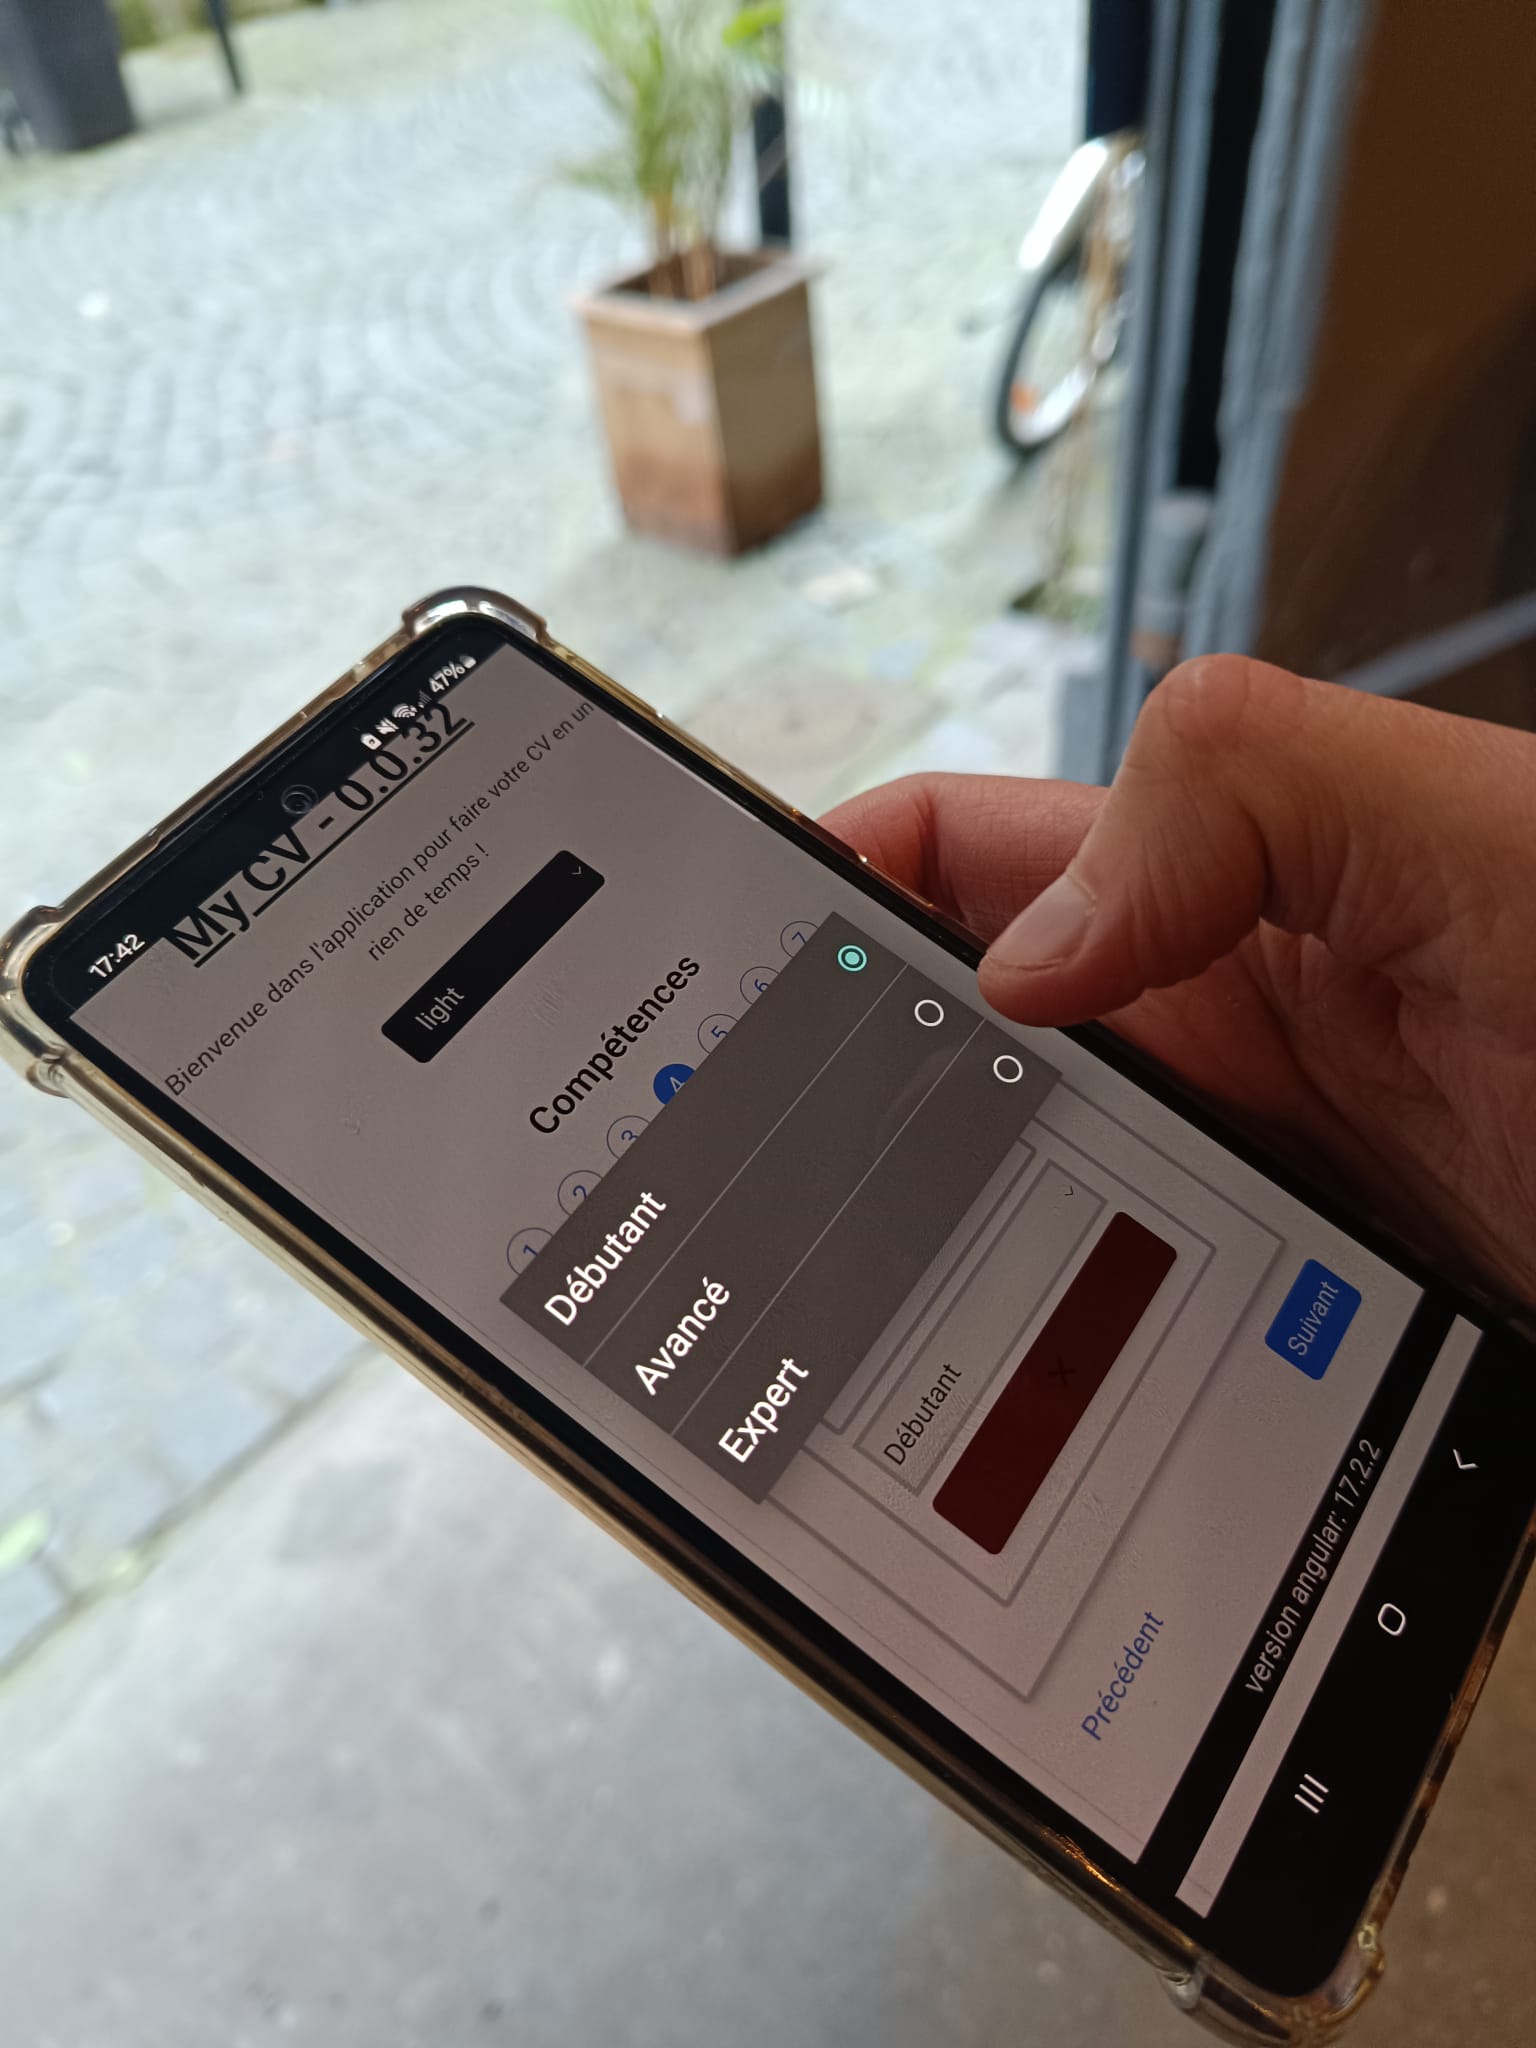 17:42
47%
My CV - 0.0.32
Bienvenue dans l'application pour faire votre CV en un
rien de temps !
light
Compétences
1 2 3 4 5 6 7
Débutant
Avancé
Expert
Débutant
X
Précédent
Suivant
version angular: 17.2.2